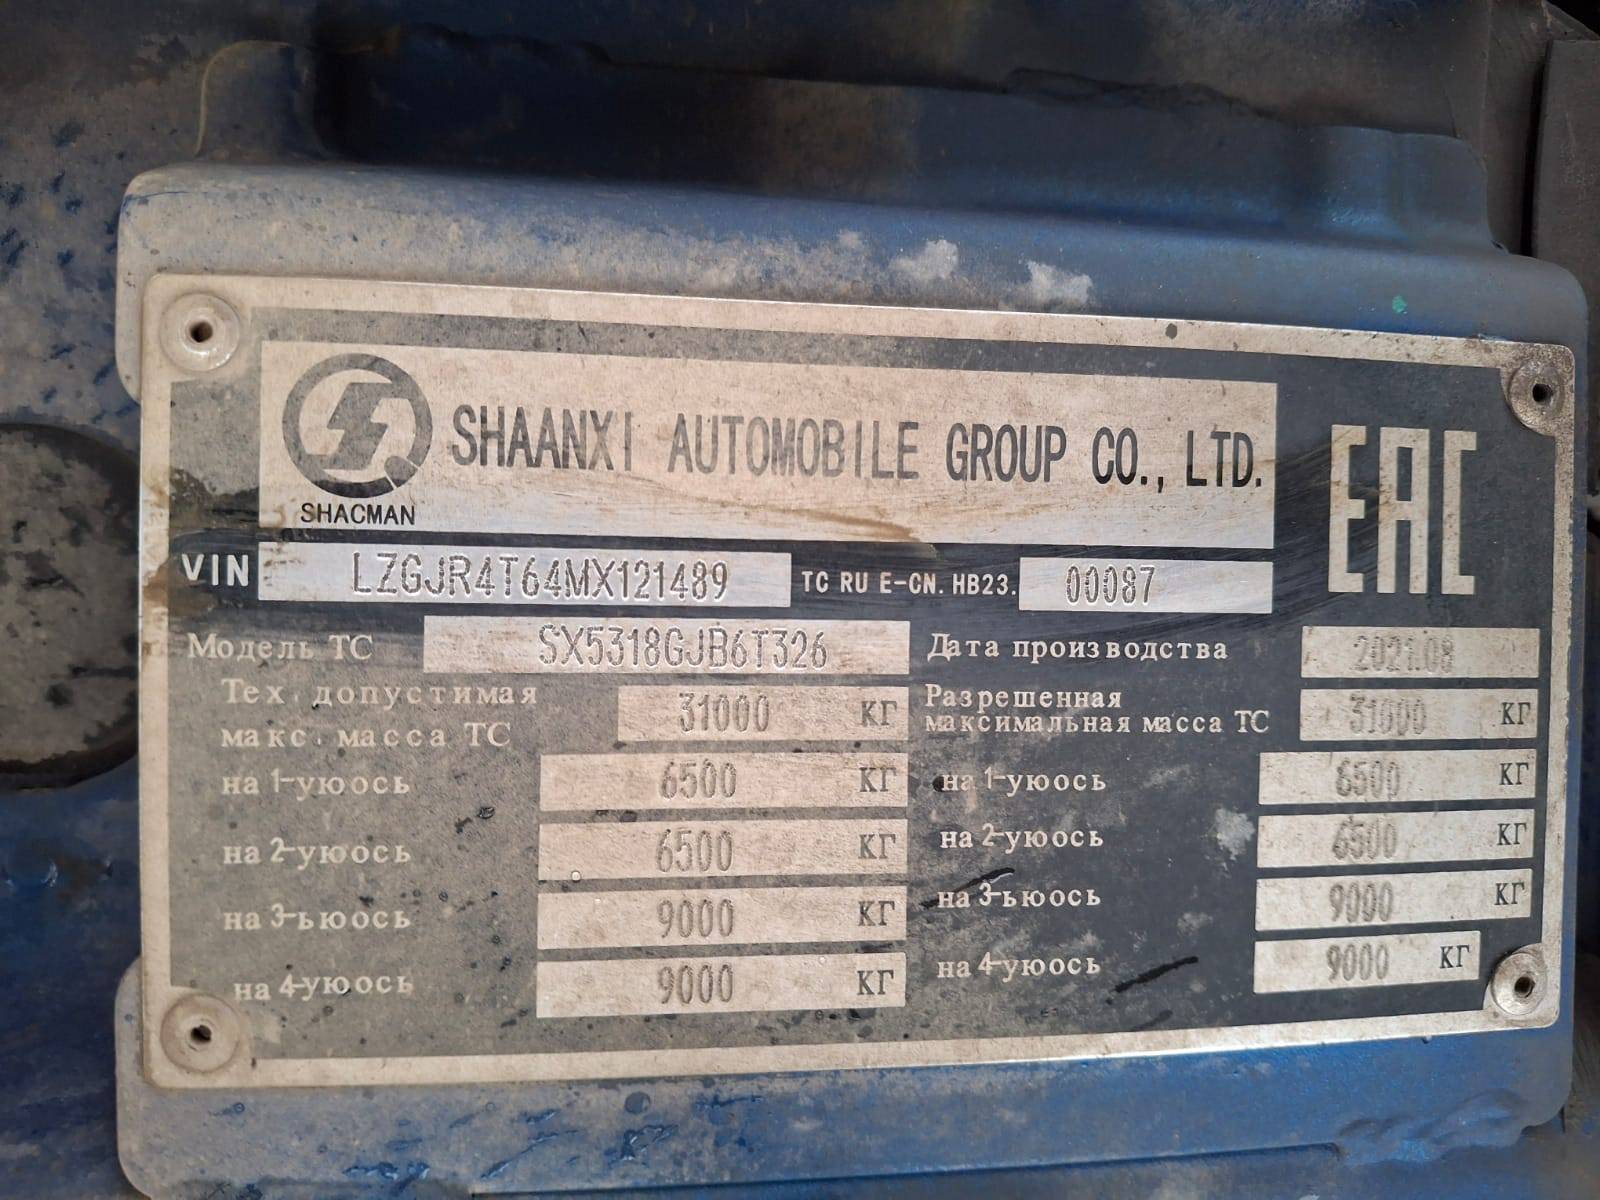 SHAANXI AUTOMOBILE GROUP CO., LTD.
SHACMAN
EAC
VIN LZGJR4T64MX121489 TC RU E-CN. HB23. 00087
Модель ТС SX5318GJB6T326 Дата производства 2021.08
Тех. допустимая
макс. масса ТС 31000 КГ
Разрешенная
максимальная масса ТС 31000 КГ
на 1-уюось 6500 КГ на 1-уюось 6500 КГ
на 2-уюось 6500 КГ на 2-уюось 6500 КГ
на 3-ьюось 9000 КГ на 3-ьюось 9000 КГ
на 4-уюось 9000 КГ на 4-уюось 9000 КГ